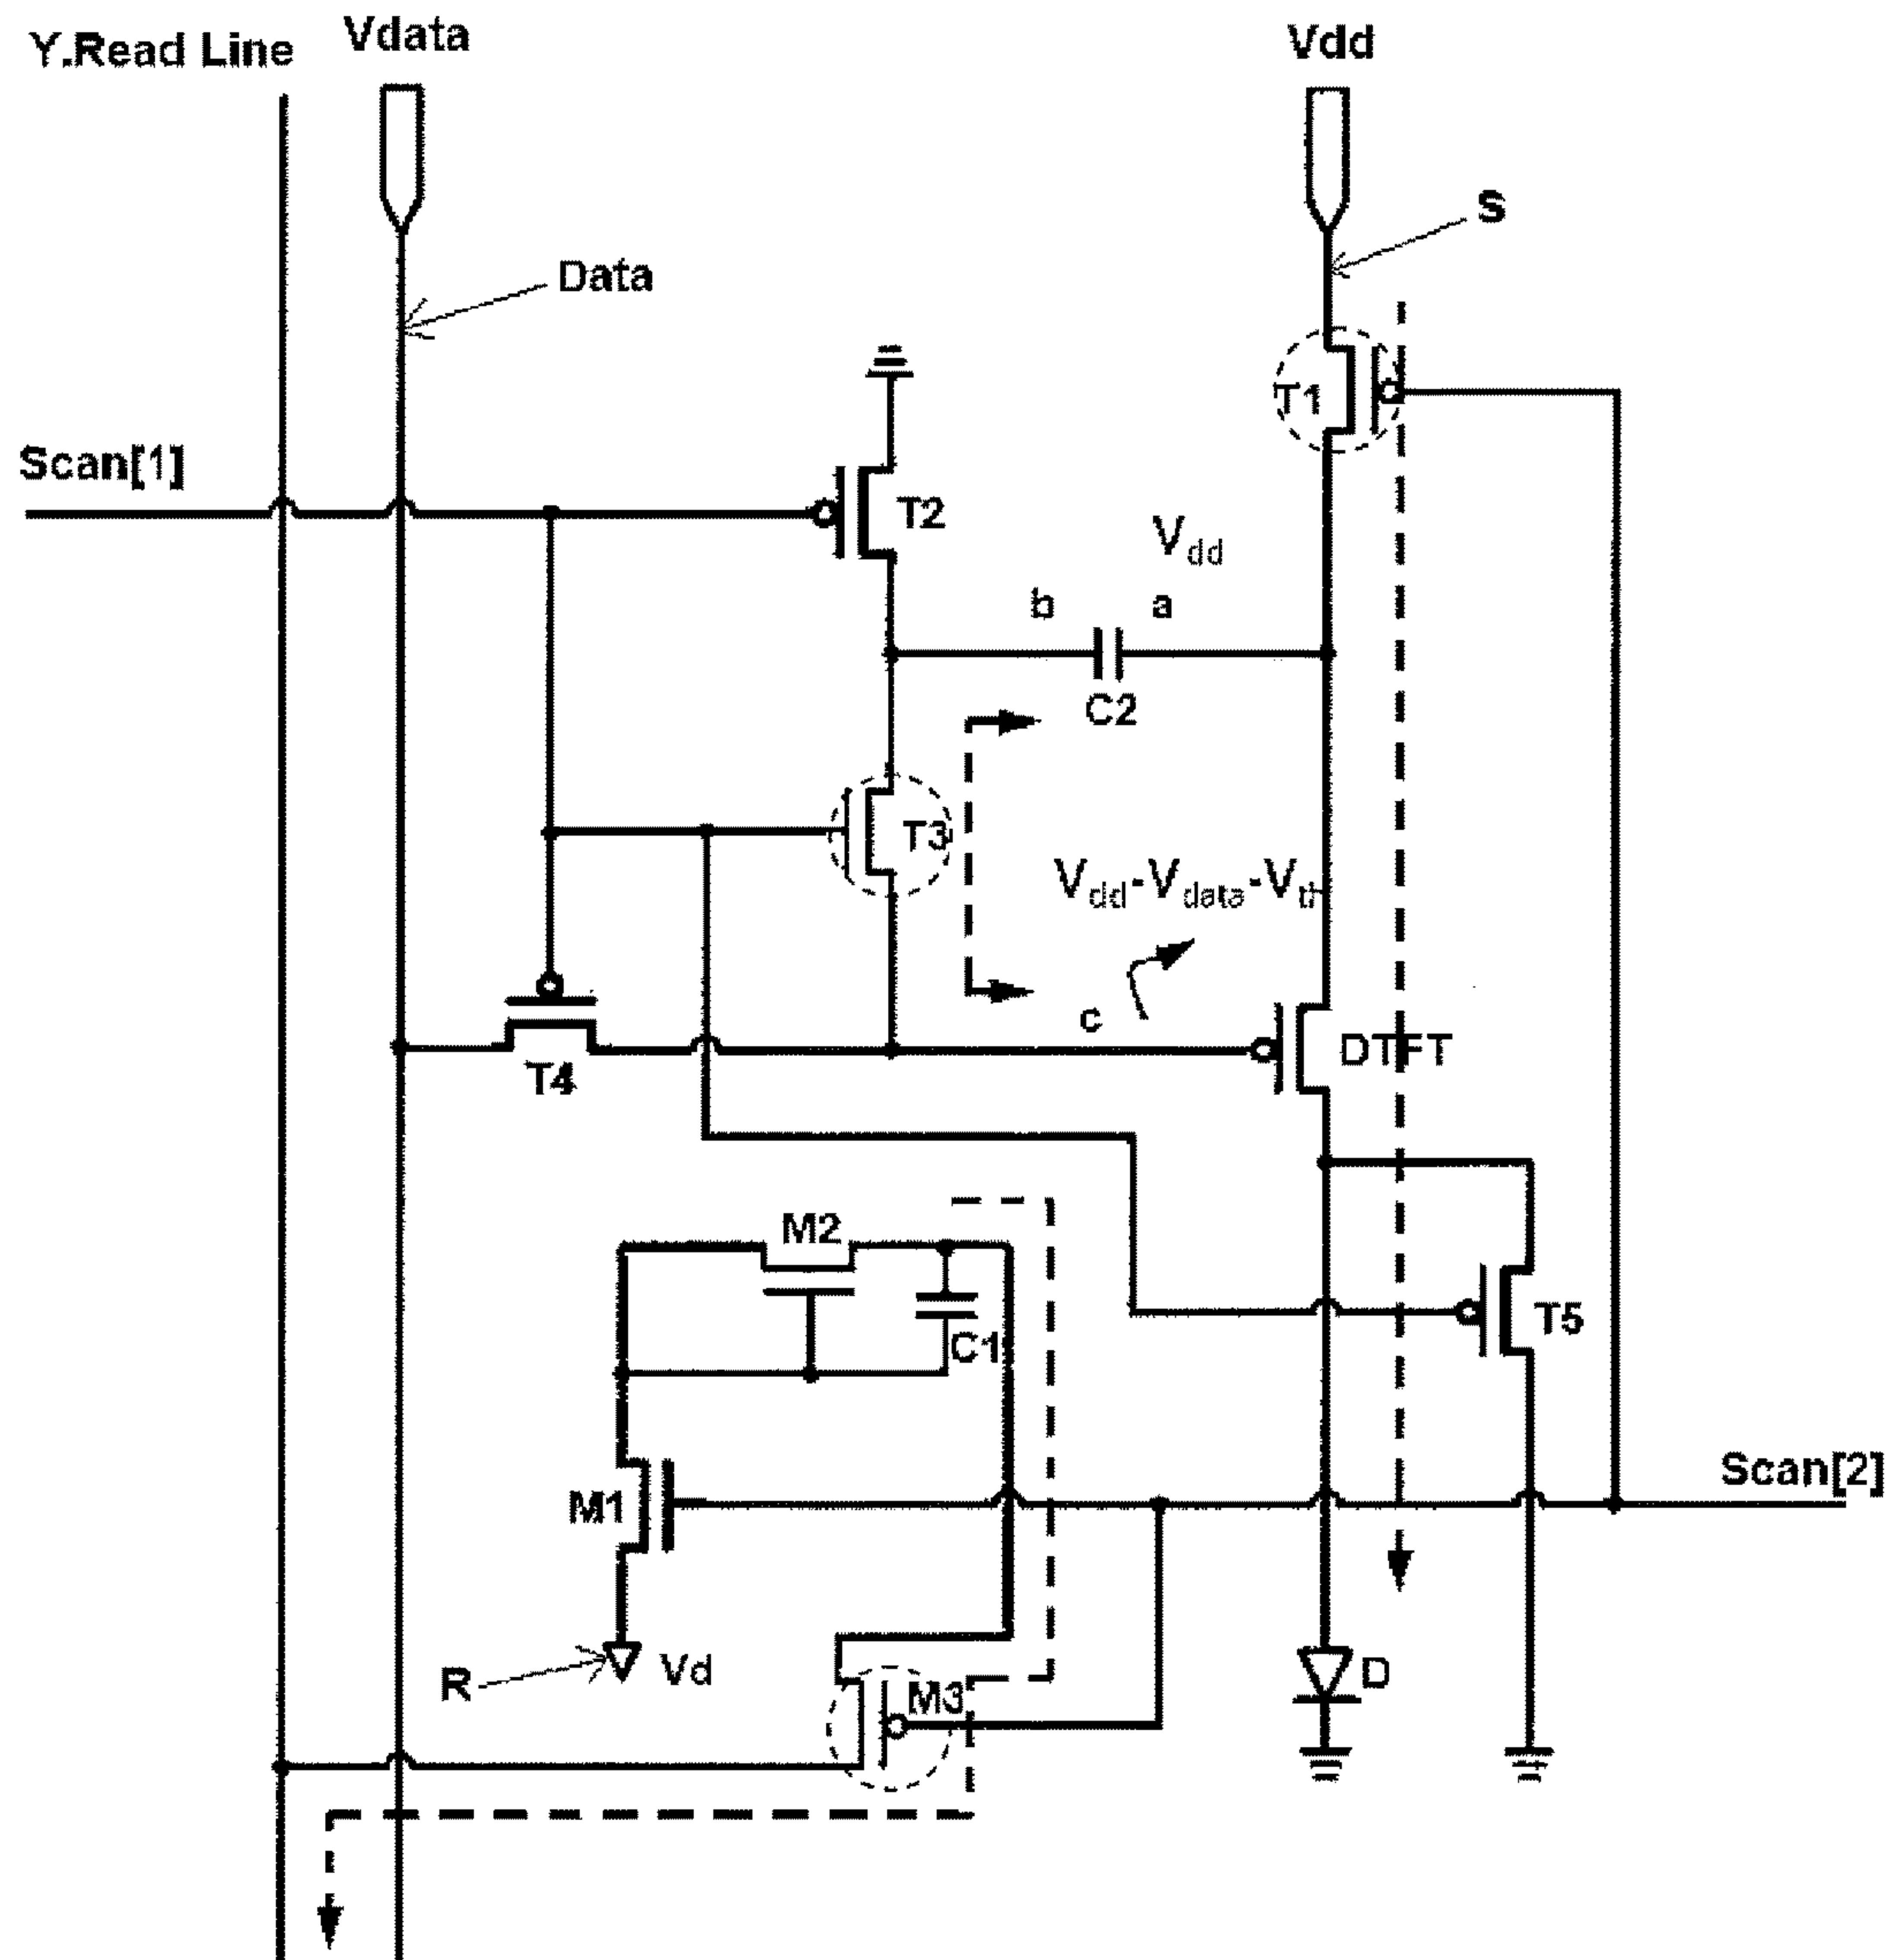 Y.Read Line
Vdata
Vdd
S
Data
T1
Scan[1]
T2
Vdd
b
a
C2
T3
Vdd-Vdata-Vti
c
DTFT
T4
M2
C1
T5
M1
Scan[2]
R
Vd
M3
D